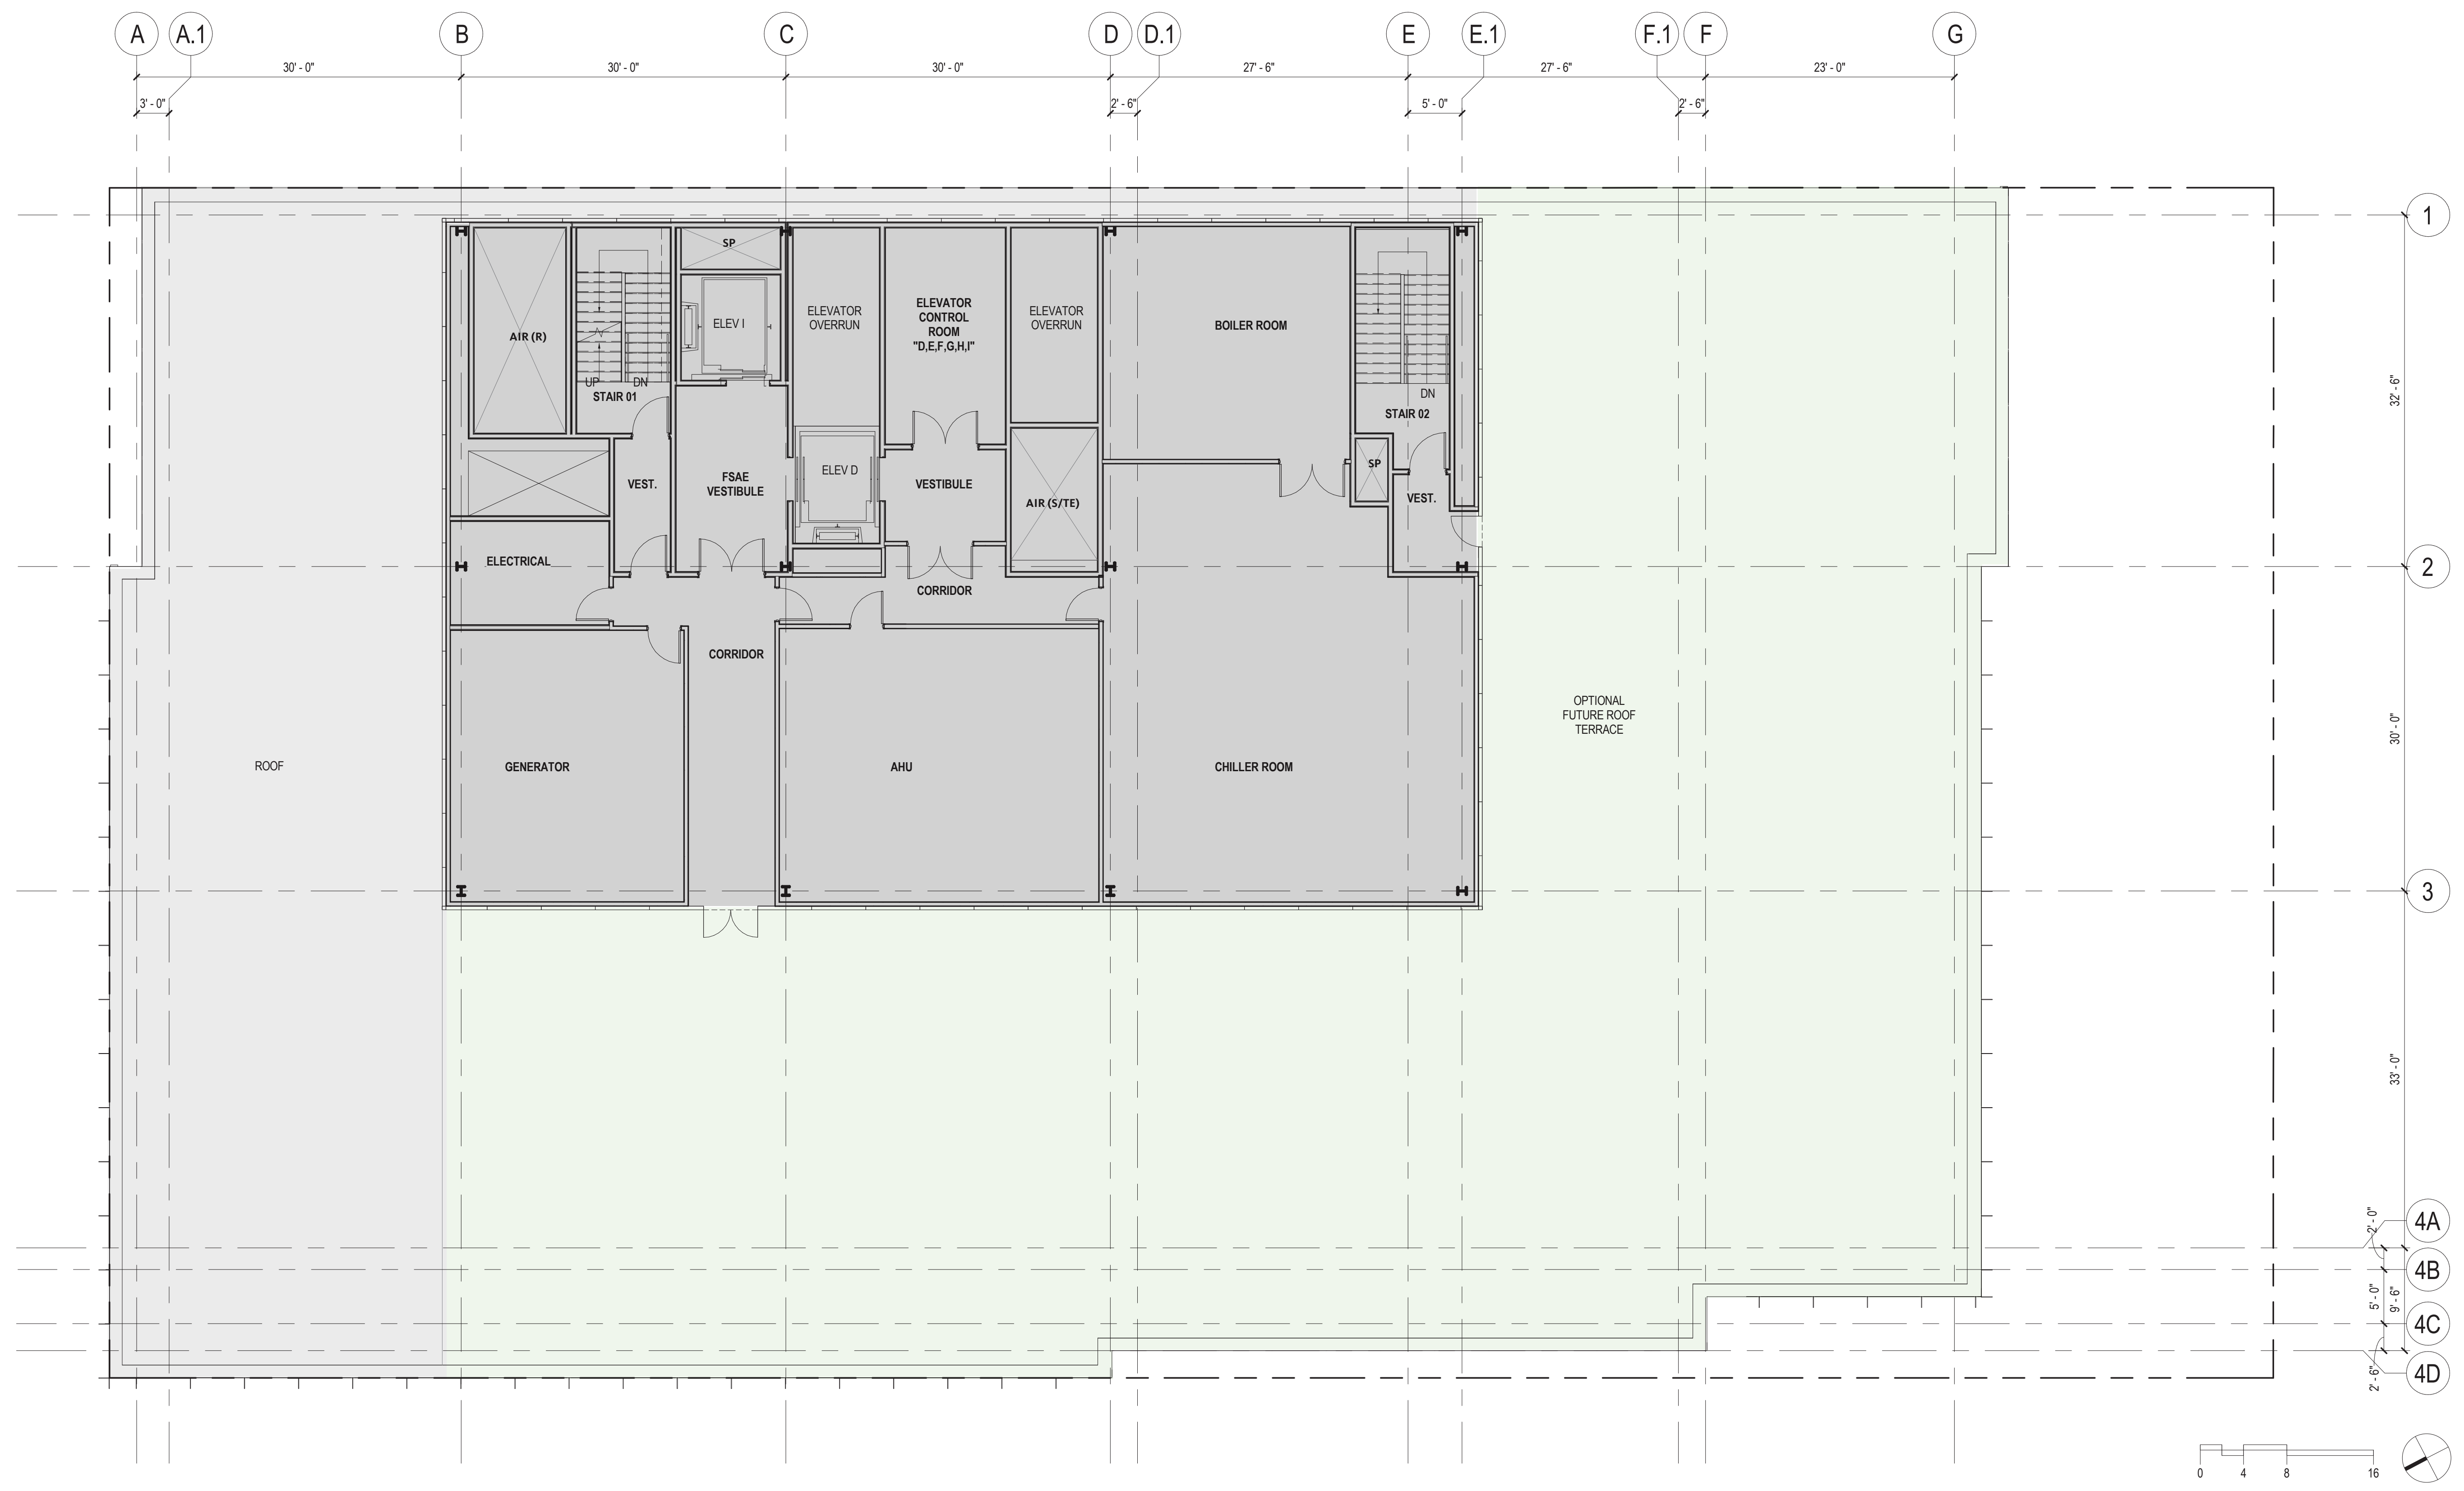 A
A.1
B
C
D
D.1
E
E.1
F.1
F
G
30' - 0"
30' - 0"
30' - 0"
27' - 6"
27' - 6"
23' - 0"
3' - 0"
2' - 6"
5' - 0"
2' - 6"
1
SP
ELEV I
ELEVATOR
OVERRUN
ELEVATOR
CONTROL
ROOM
"D,E,F,G,H,I"
ELEVATOR
OVERRUN
BOILER ROOM
AIR (R)
UP
DN
STAIR 01
DN
STAIR 02
32' - 6"
SP
ELEV D
VEST.
FSAE
VESTIBULE
VESTIBULE
AIR (S/TE)
VEST.
ELECTRICAL
CORRIDOR
2
CORRIDOR
OPTIONAL
FUTURE ROOF
TERRACE
30' - 0"
ROOF
GENERATOR
AHU
CHILLER ROOM
3
33' - 0"
2' - 0"
4A
4B
5' - 0"
9' - 6"
4C
2' - 6"
4D
0
4
8
16